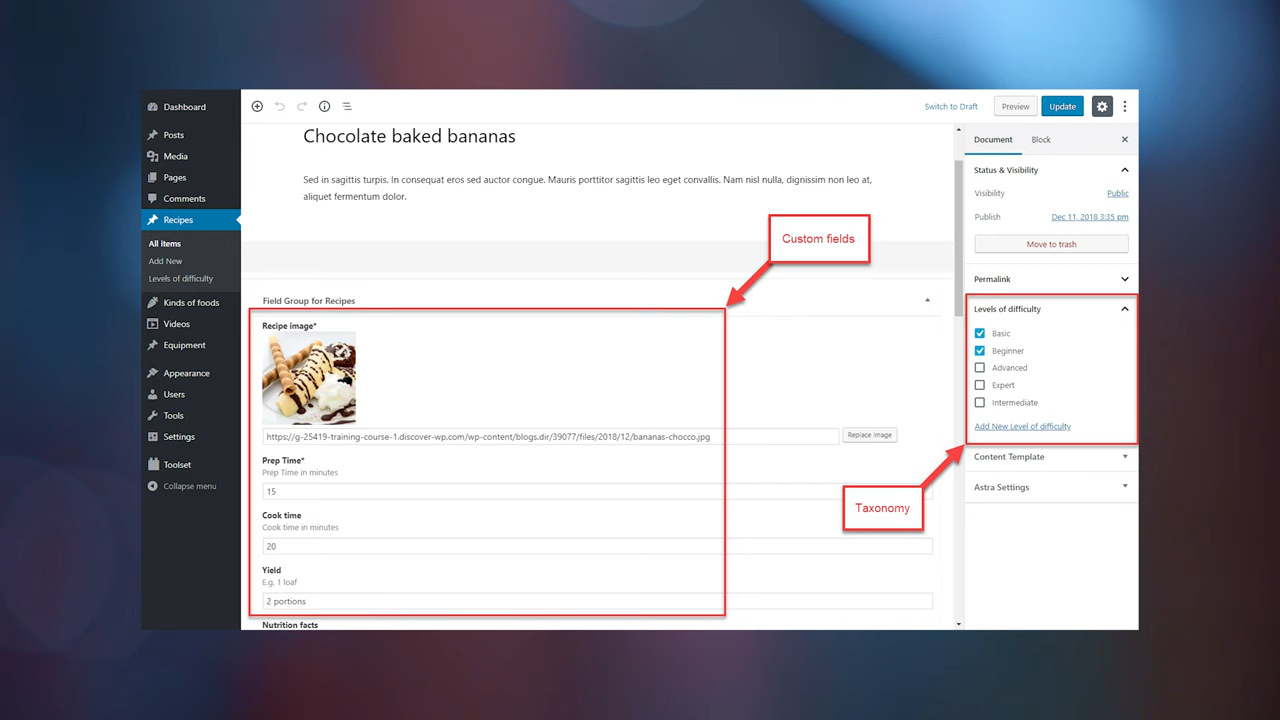 Dashboard
Posts
Media
Pages
Comments
Recipes
All items
Add New
Levels of difficulty
Kinds of foods
Videos
Equipment
Appearance
Users
Tools
Settings
Toolset
Collapse menu
Switch to Draft
Preview
Update
Chocolate baked bananas
Sed in sagittis turpis. In consequat eros sed auctor congue. Mauris porttitor sagittis leo eget convallis. Nam nisl nulla, dignissim non leo at,
aliquet fermentum dolor.
Custom fields
Field Group for Recipes
Recipe image*
https://g-25419-training-course-1.discover-wp.com/wp-content/blogs.dir/39077/files/2018/12/bananas-chocco.jpg
Replace image
Prep Time*
Prep Time in minutes
15
Cook time
Cook time in minutes
20
Yield
E.g. 1 loaf
2 portions
Nutrition facts
Document
Block
Status & Visibility
Visibility
Public
Publish
Dec 11, 2018 3:35 pm
Move to trash
Permalink
Levels of difficulty
Basic
Beginner
Advanced
Expert
Intermediate
Add New Level of difficulty
Content Template
Astra Settings
Taxonomy